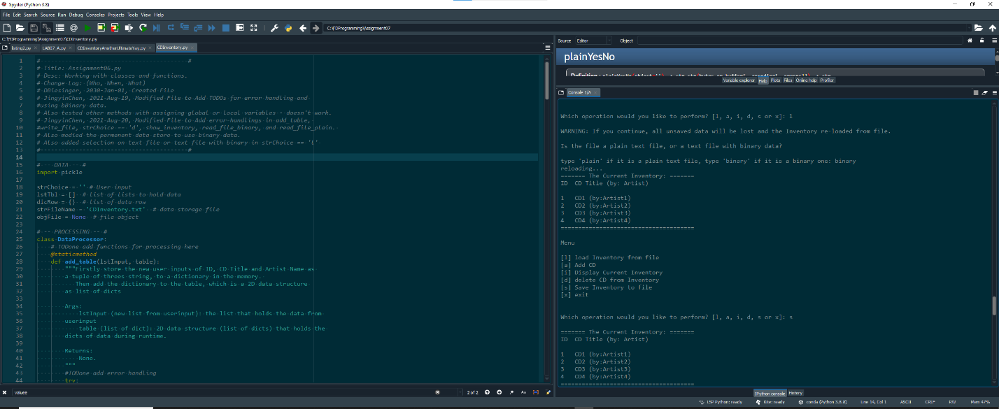 Spyder (Python 3.8)
File Edit Search Source Run Debug Consoles Projects Tools View Help
C:\FDProgramming\Assignment07
C:\FDProgramming\Assignment07\CDInventory.py
listing2.py LAB07_A.py CDInventoryAnotherUltimateYay.py CDInventory.py
1 #------------------------------------------#
2 # Title: Assignment06.py
3 # Desc: Working with classes and functions.
4 # Change Log: (Who, When, What)
5 # DBiesinger, 2030-Jan-01, Created File
6 # JingyinChen, 2021-Aug-19, Modified File to Add TODOs for error handling and
7 #using bBinary data.
8 # Also tested other methods with assigning global or local variables - doesn't work.
9 # JingyinChen, 2021-Aug-20, Modified File to Add error-handlings in add_table,
10 #write_file, strChoice == 'd', show_inventory, read_file_binary, and read_file_plain.
11 # Also modied the permenent data store to use binary data.
12 # Also added selection on text file or text file with binary in strChoice == 'l'
13 #------------------------------------------#
14
15 # -- DATA -- #
16 import pickle
17
18 strChoice = '' # User input
19 lstTbl = [] # list of lists to hold data
20 dicRow = {} # list of data row
21 strFileName = 'CDInventory.txt' # data storage file
22 objFile = None # file object
23
24 # -- PROCESSING -- #
25 class DataProcessor:
26 # TODone add functions for processing here
27 @staticmethod
28 def add_table(lstInput, table):
29 """Firstly store the new user inputs of ID, CD Title and Artist Name as
30 a tuple of threes string, to a dictionary in the memory.
31 Then add the dictionary to the table, which is a 2D data structure
32 as list of dicts
33
34 Args:
35 lstInput (new list from userinput): the list that holds the data from
36 userinput
37 table (list of dict): 2D data structure (list of dicts) that holds the
38 dicts of data during runtime.
39
40 Returns:
41 None.
42 """
43 #TODone add error handling
44 try:
valuee 2 of 2 Aa
Source Editor Object
plainYesNo
Variable explorer Help Plots Files Online help Profiler
Console 1/A
Which operation would you like to perform? [l, a, i, d, s or x]: l
WARNING: If you continue, all unsaved data will be lost and the Inventory re-loaded from file.
Is the file a plain text file, or a text file with binary data?
type 'plain' if it is a plain text file, type 'binary' if it is a binary one: binary
reloading...
======= The Current Inventory: =======
ID CD Title (by: Artist)
1 CD1 (by:Artist1)
2 CD2 (by:Artist2)
3 CD3 (by:Artist3)
4 CD4 (by:Artist4)
======================================
Menu
[l] load Inventory from file
[a] Add CD
[i] Display Current Inventory
[d] delete CD from Inventory
[s] Save Inventory to file
[x] exit
Which operation would you like to perform? [l, a, i, d, s or x]: s
======= The Current Inventory: =======
ID CD Title (by: Artist)
1 CD1 (by:Artist1)
2 CD2 (by:Artist2)
3 CD3 (by:Artist3)
4 CD4 (by:Artist4)
======================================
IPython console History
LSP Python: ready Kite: ready conda (Python 3.8.8) Line 14, Col 1 ASCII CRLF RW Mem 47%